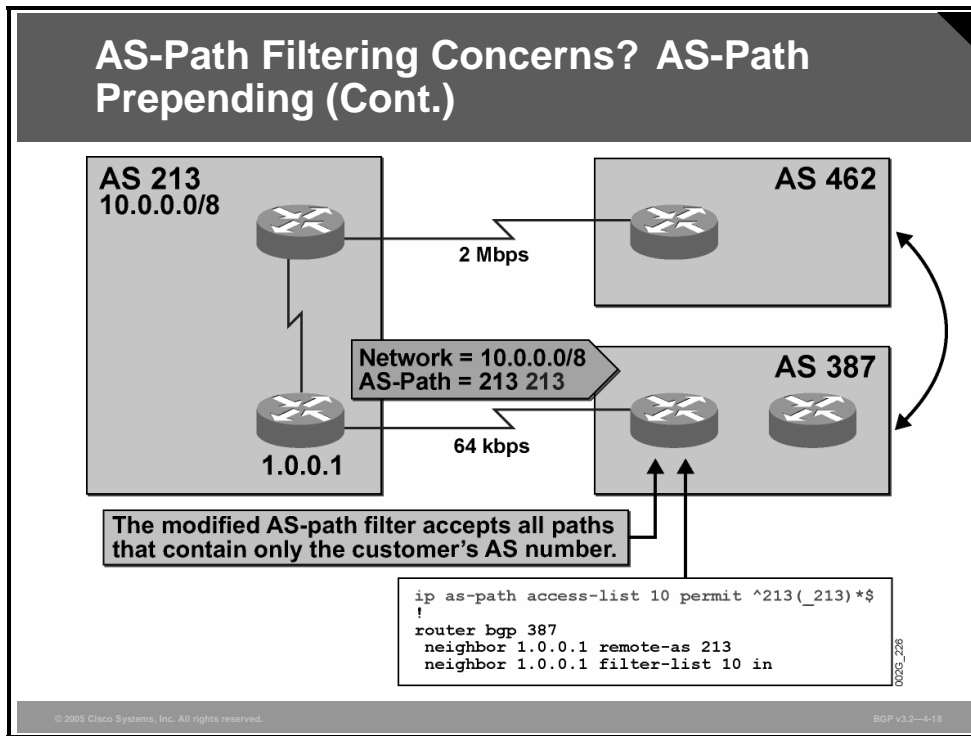 AS-Path Filtering Concerns? AS-Path
Prepending (Cont.)
AS 213
10.0.0.0/8
AS 462
2 Mbps
Network = 10.0.0.0/8
AS-Path = 213 213
AS 387
1.0.0.1
64 kbps
The modified AS-path filter accepts all paths
that contain only the customer's AS number.
ip as-path access-list 10 permit ^213(_213)*$
!
router bgp 387
neighbor 1.0.0.1 remote-as 213
neighbor 1.0.0.1 filter-list 10 in
002G_226
© 2005 Cisco Systems, Inc. All rights reserved.
BGP v3.2—4-18